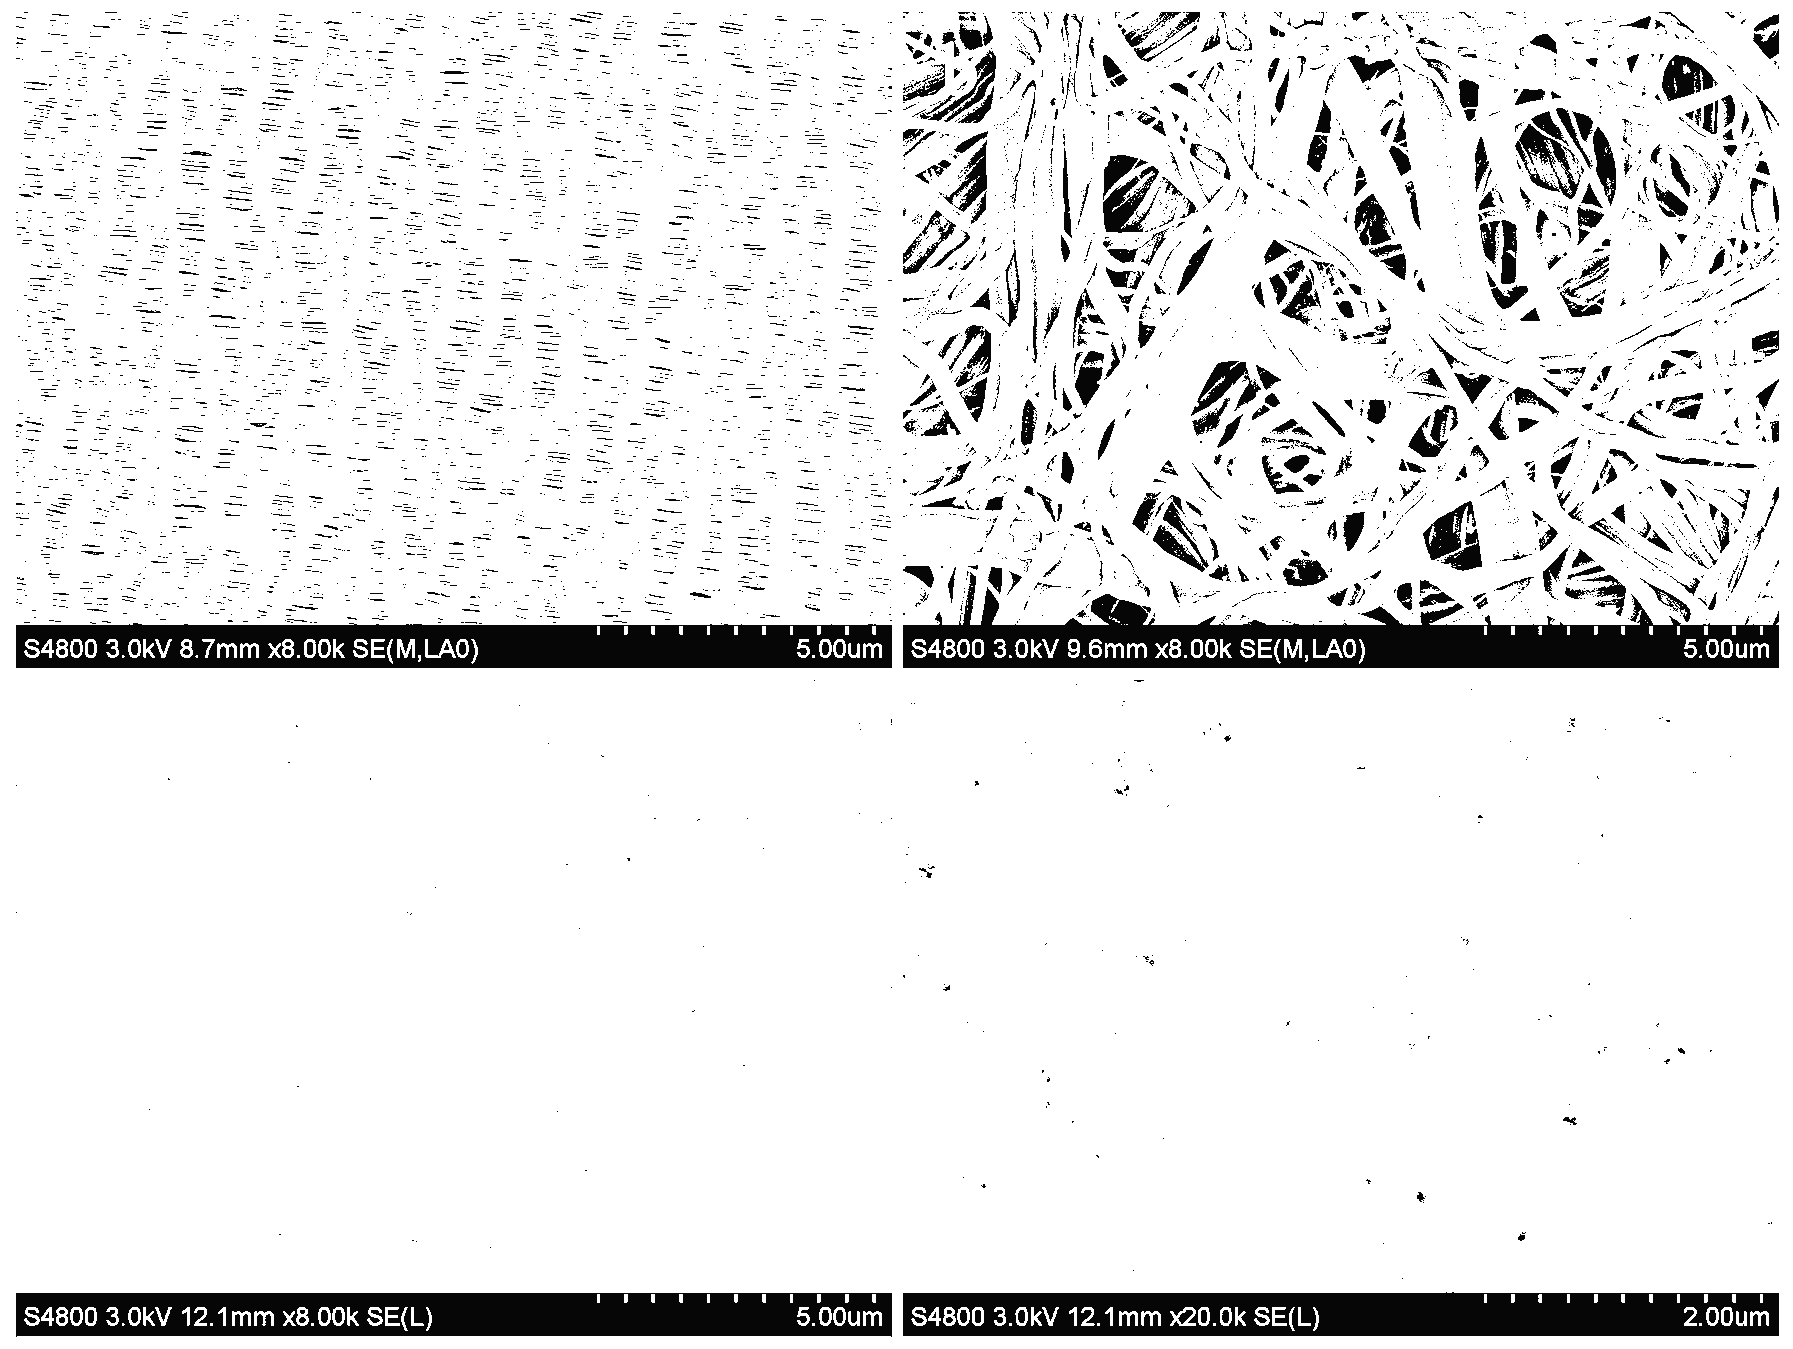 S4800 3.0kV 8.7mm x8.00k SE(M,LA0) 5.00um
S4800 3.0kV 9.6mm x8.00k SE(M,LA0) 5.00um
S4800 3.0kV 12.1mm x8.00k SE(L) 5.00um
S4800 3.0kV 12.1mm x20.0k SE(L) 2.00um